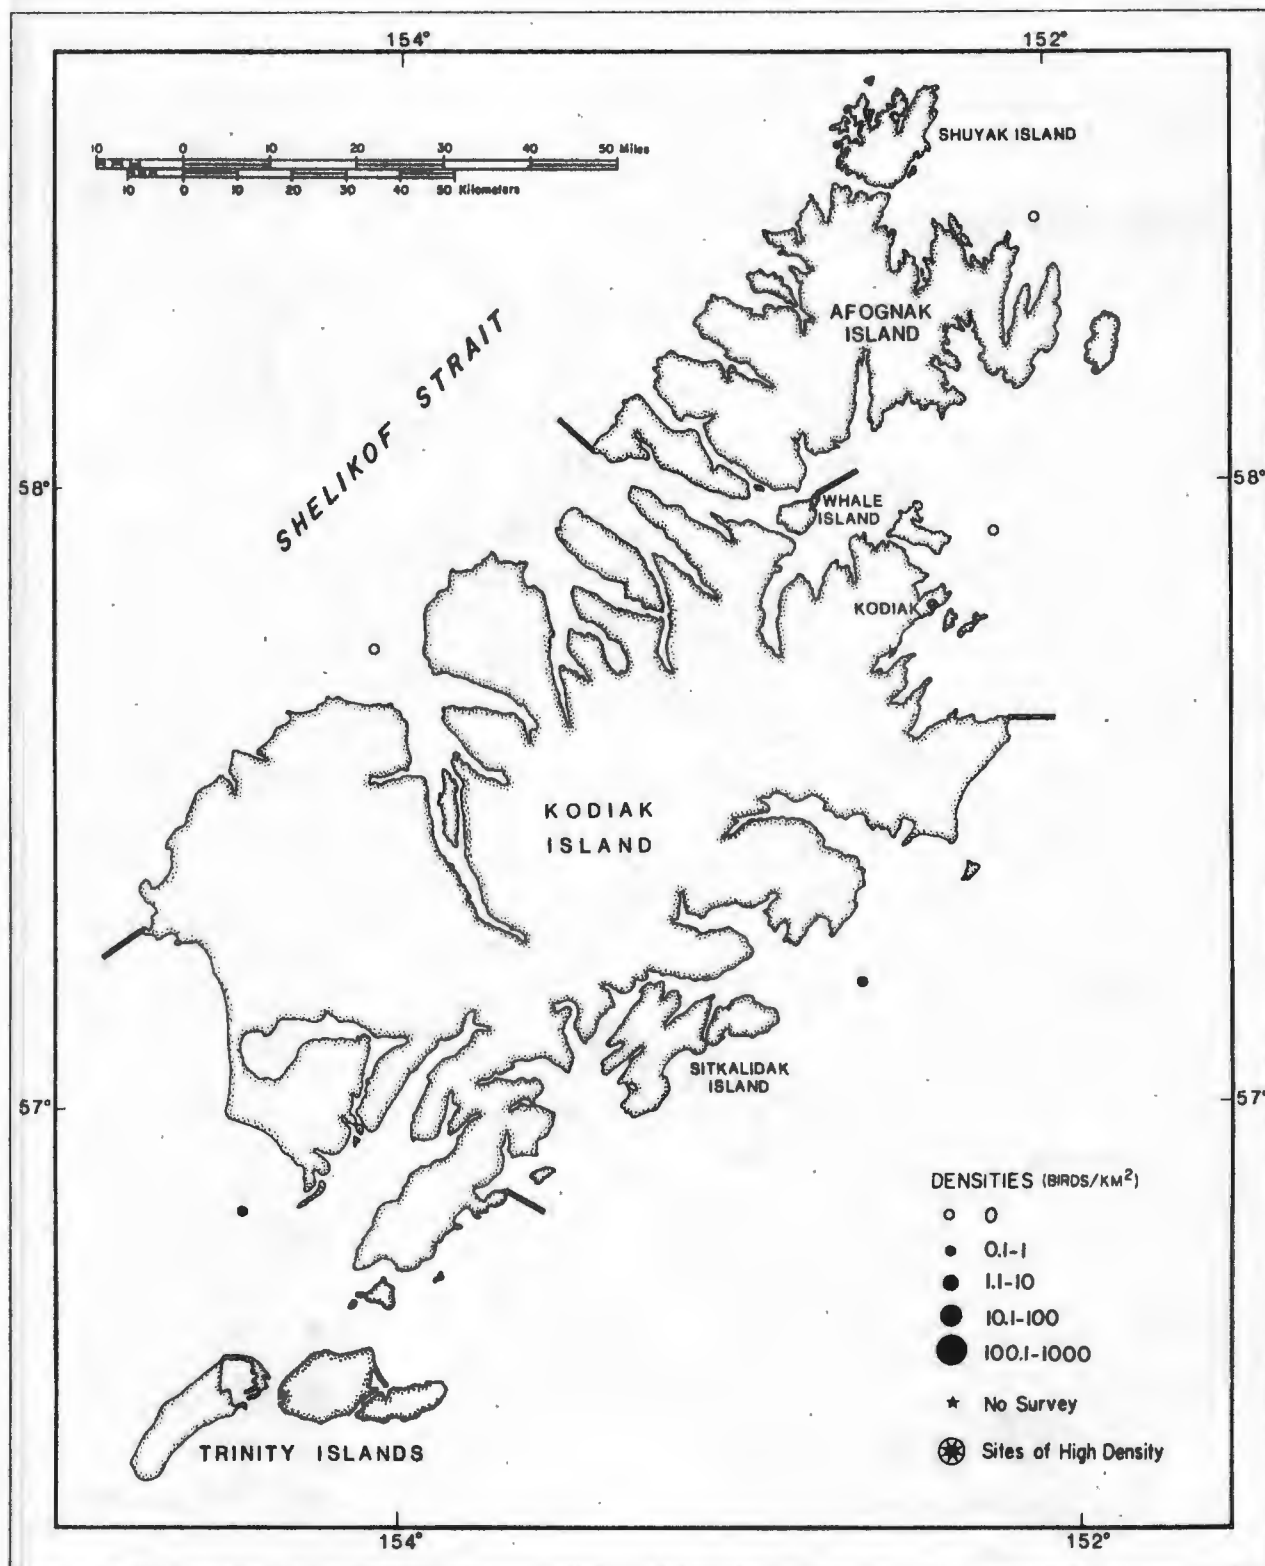 154° 152°
SHUYAK ISLAND
10 0 10 20 30 40 50 Miles
10 0 10 20 30 40 50 Kilometers
AFOGNAK
ISLAND
SHELIKOF STRAIT
58° 58°
WHALE
ISLAND
KODIAK
KODIAK
ISLAND
SITKALIDAK
ISLAND
57° 57°
DENSITIES (BIRDS/KM²)
0
0.1-1
1.1-10
10.1-100
100.1-1000
No Survey
Sites of High Density
TRINITY ISLANDS
154° 152°